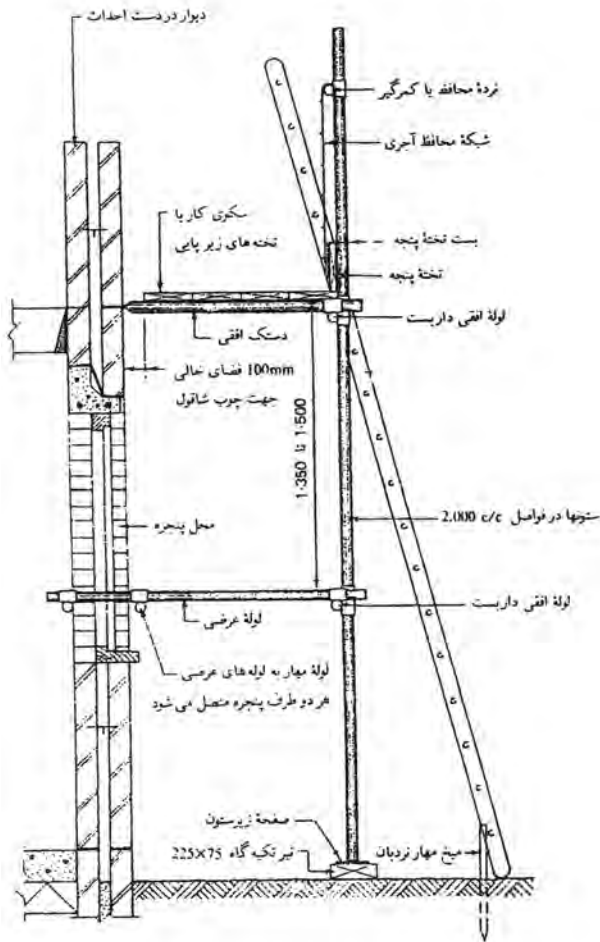 دیوار در دست احداث
نردهٔ محافظ یا کمرگیر
شبکهٔ محافظ آجری
سکوی کار یا
تخته‌های زیر پایی
بست تختهٔ پنجه
تختهٔ پنجه
لولهٔ افقی داربست
دستک افقی
100mm فضای خالی
جهت چوب شاقول
1.350 تا 1.500
ستونها در فواصل 2.000 c/c
محل پنجره
لولهٔ افقی داربست
لولهٔ عرضی
لولهٔ مهار به لوله‌های عرضی
هر دو طرف پنجره متصل می‌شود
صفحهٔ زیرستون
تیر تکیه گاه 225×75
میخ مهار نردبان